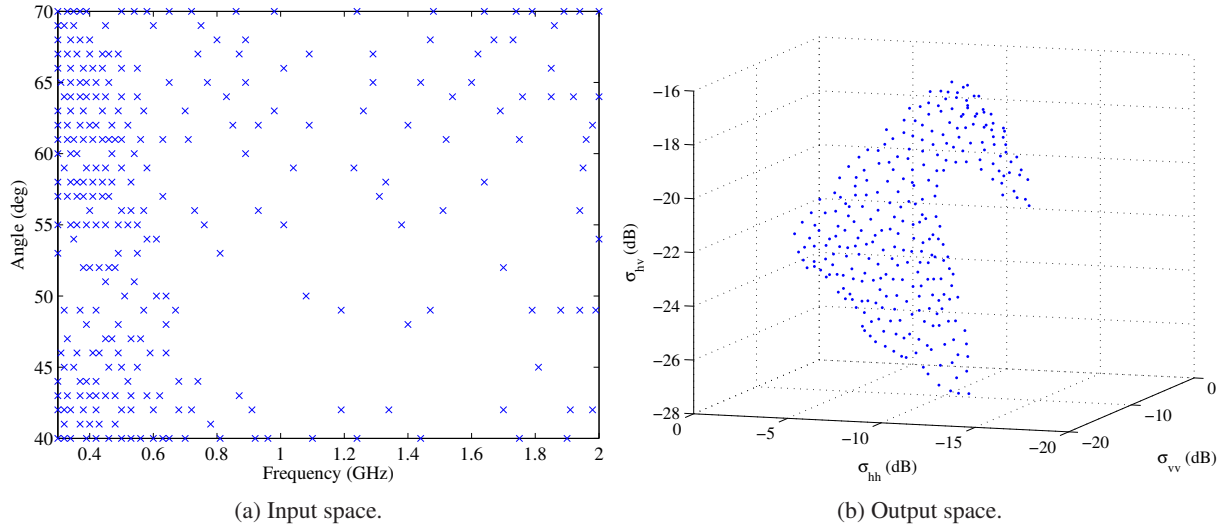 70
65
60
55
50
45
40
Angle (deg)
0.4 0.6 0.8 1 1.2 1.4 1.6 1.8 2
Frequency (GHz)
(a) Input space.
−16
−18
−20
−22
−24
−26
−28
σhv (dB)
0 −5 −10 −15 −20
σhh (dB)
−20 −10 0
σvv (dB)
(b) Output space.